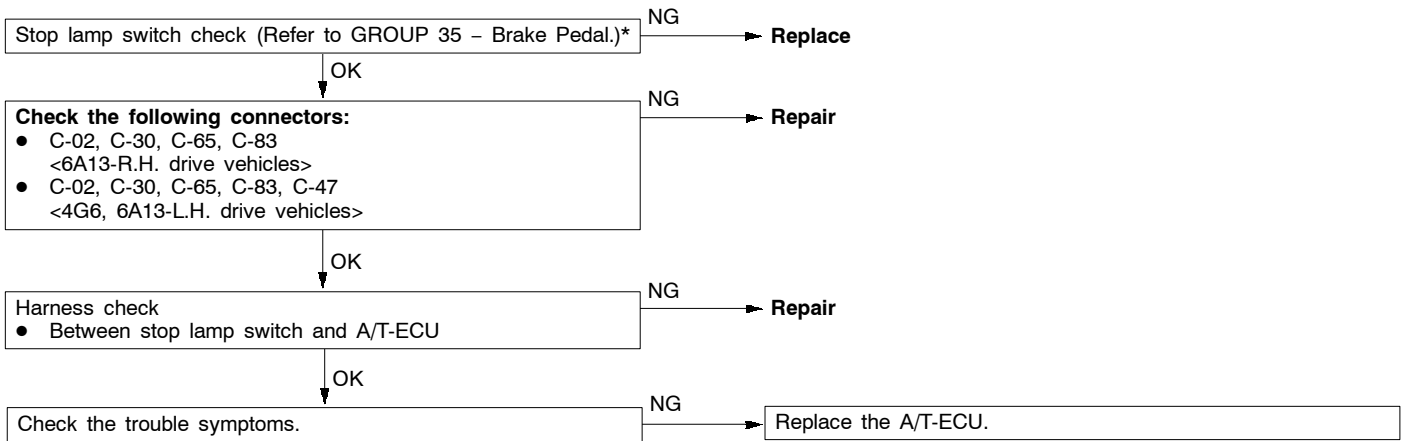 Stop lamp switch check (Refer to GROUP 35 – Brake Pedal.)*
NG
Replace
OK
Check the following connectors:
● C-02, C-30, C-65, C-83
<6A13-R.H. drive vehicles>
● C-02, C-30, C-65, C-83, C-47
<4G6, 6A13-L.H. drive vehicles>
NG
Repair
OK
Harness check
● Between stop lamp switch and A/T-ECU
NG
Repair
OK
Check the trouble symptoms.
NG
Replace the A/T-ECU.